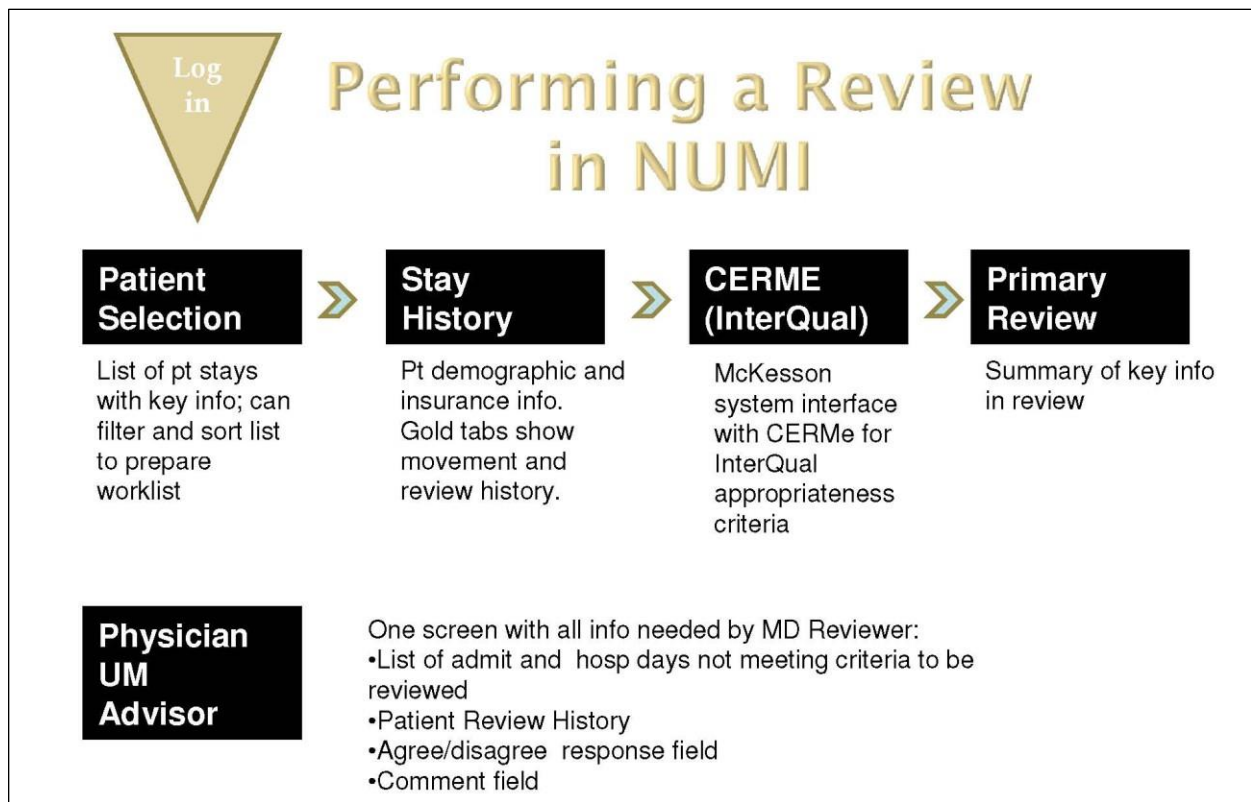 Log
in
Performing a Review
in NUMI
Patient
Selection
List of pt stays
with key info; can
filter and sort list
to prepare
worklist
Stay
History
Pt demographic and
insurance info.
Gold tabs show
movement and
review history.
CERME
(InterQual)
McKesson
system interface
with CERMe for
InterQual
appropriateness
criteria
Primary
Review
Summary of key info
in review
Physician
UM
Advisor
One screen with all info needed by MD Reviewer:
•List of admit and  hosp days not meeting criteria to be
reviewed
•Patient Review History
•Agree/disagree  response field
•Comment field